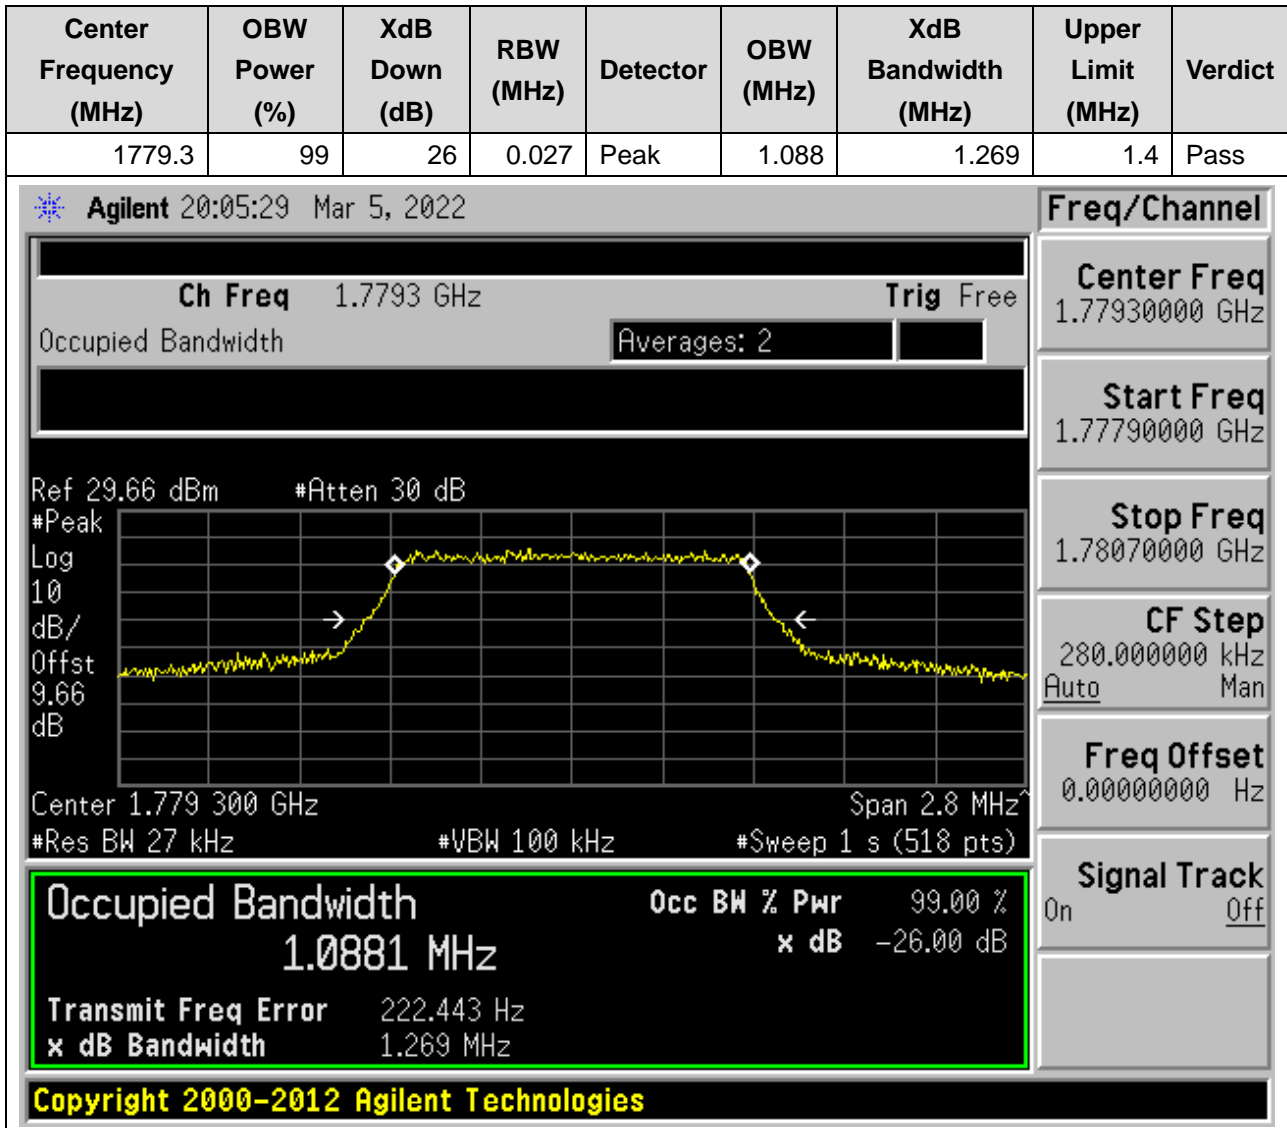 Center Frequency (MHz) OBW Power (%) XdB Down (dB) RBW (MHz) Detector OBW (MHz) XdB Bandwidth (MHz) Upper Limit (MHz) Verdict
1779.3 99 26 0.027 Peak 1.088 1.269 1.4 Pass
Agilent 20:05:29 Mar 5, 2022
Freq/Channel
Ch Freq 1.7793 GHz Trig Free
Occupied Bandwidth Averages: 2
Ref 29.66 dBm #Atten 30 dB
#Peak
Log
10
dB/
Offst
9.66
dB
Center 1.779 300 GHz Span 2.8 MHz^
#Res BW 27 kHz #VBW 100 kHz #Sweep 1 s (518 pts)
Occupied Bandwidth Occ BW % Pwr 99.00 %
1.0881 MHz x dB -26.00 dB
Transmit Freq Error 222.443 Hz
x dB Bandwidth 1.269 MHz
Center Freq
1.77930000 GHz
Start Freq
1.77790000 GHz
Stop Freq
1.78070000 GHz
CF Step
280.000000 kHz
Auto Man
Freq Offset
0.00000000 Hz
Signal Track
On Off
Copyright 2000-2012 Agilent Technologies